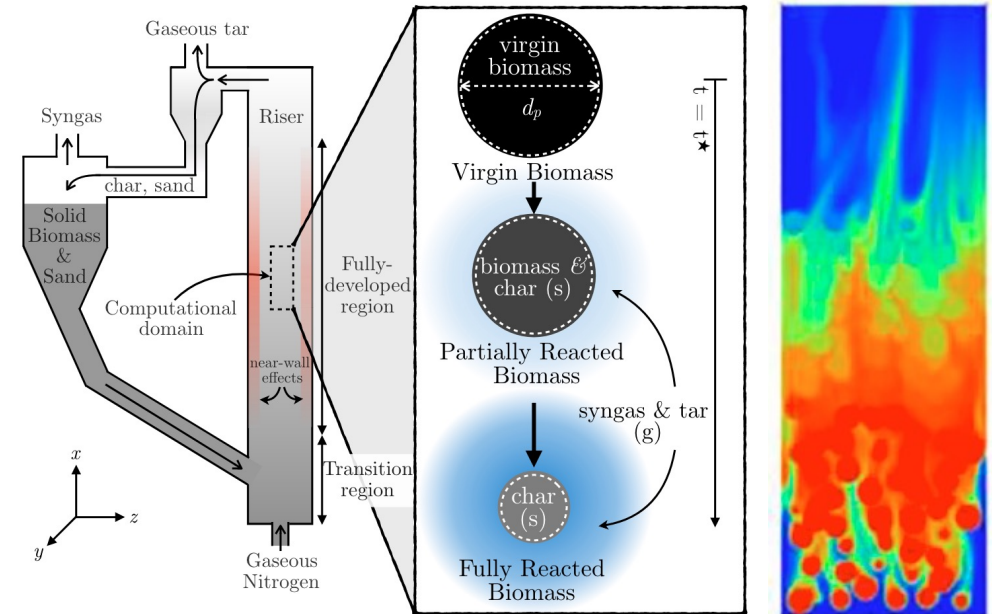 Gaseous tar
Syngas
Riser
char, sand
Solid
Biomass
&
Sand
Computational
domain
Fully-
developed
region
near-wall
effects
Transition
region
x
z
y
Gaseous
Nitrogen
virgin
biomass
d_p
Virgin Biomass
biomass &
char (s)
Partially Reacted
Biomass
syngas & tar
(g)
char
(s)
Fully Reacted
Biomass
t = t★